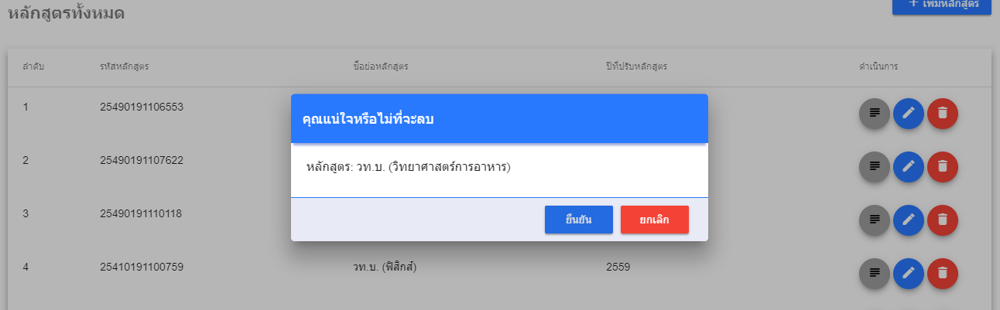 หลักสูตรทั้งหมด
+ เพิ่มหลักสูตร
ลำดับ รหัสหลักสูตร ชื่อย่อหลักสูตร ปีที่ปรับหลักสูตร ดำเนินการ
1 25490191106553
คุณแน่ใจหรือไม่ที่จะลบ
2 25490191107622
หลักสูตร: วท.บ. (วิทยาศาสตร์การอาหาร)
3 25490191110118
ยืนยัน ยกเลิก
4 25410191100759 วท.บ. (ฟิสิกส์) 2559